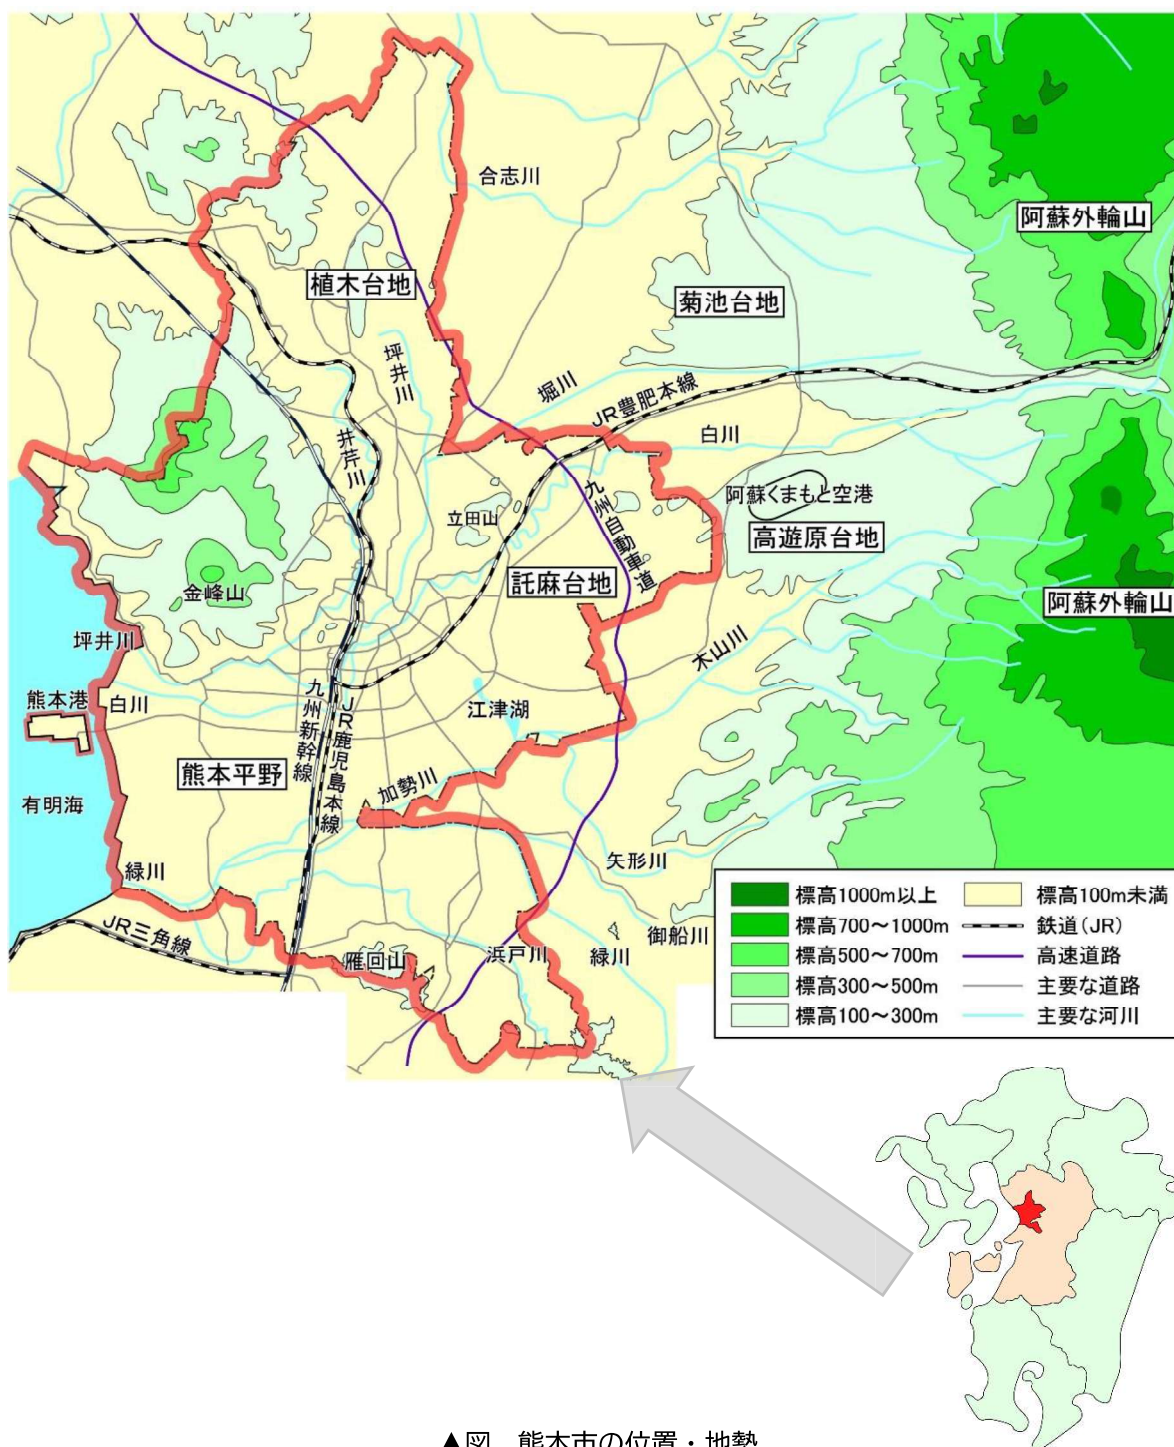 合志川
阿蘇外輪山
植木台地
菊池台地
坪井川
堀川
JR豊肥本線
白川
井芹川
立田山
九州自動車道
阿蘇くまもと空港
高遊原台地
託麻台地
金峰山
阿蘇外輪山
坪井川
木山川
熊本港
白川
九州新幹線
JR鹿児島本線
江津湖
熊本平野
加勢川
有明海
矢形川
緑川
JR三角線
雁回山
浜戸川
緑川
御船川
標高1000m以上
標高700~1000m
標高500~700m
標高300~500m
標高100~300m
標高100m未満
鉄道(JR)
高速道路
主要な道路
主要な河川
▲図 熊本市の位置・地勢